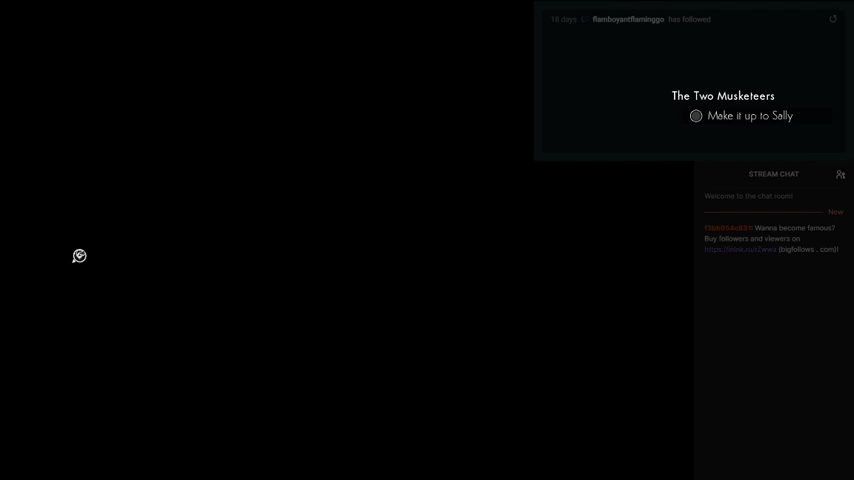 18 days flamboyantflaminggo has followed
The Two Musketeers
Make it up to Sally
STREAM CHAT
Welcome to the chat room!
New
Wanna become famous?
Buy followers and viewers on
(bigfollows . com)!